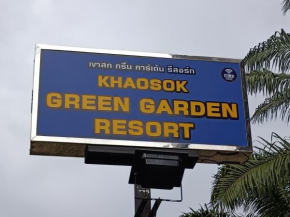 เขาสก กรีน การ์เด้น รีสอร์ท
KHAOSOK
GREEN GARDEN
RESORT